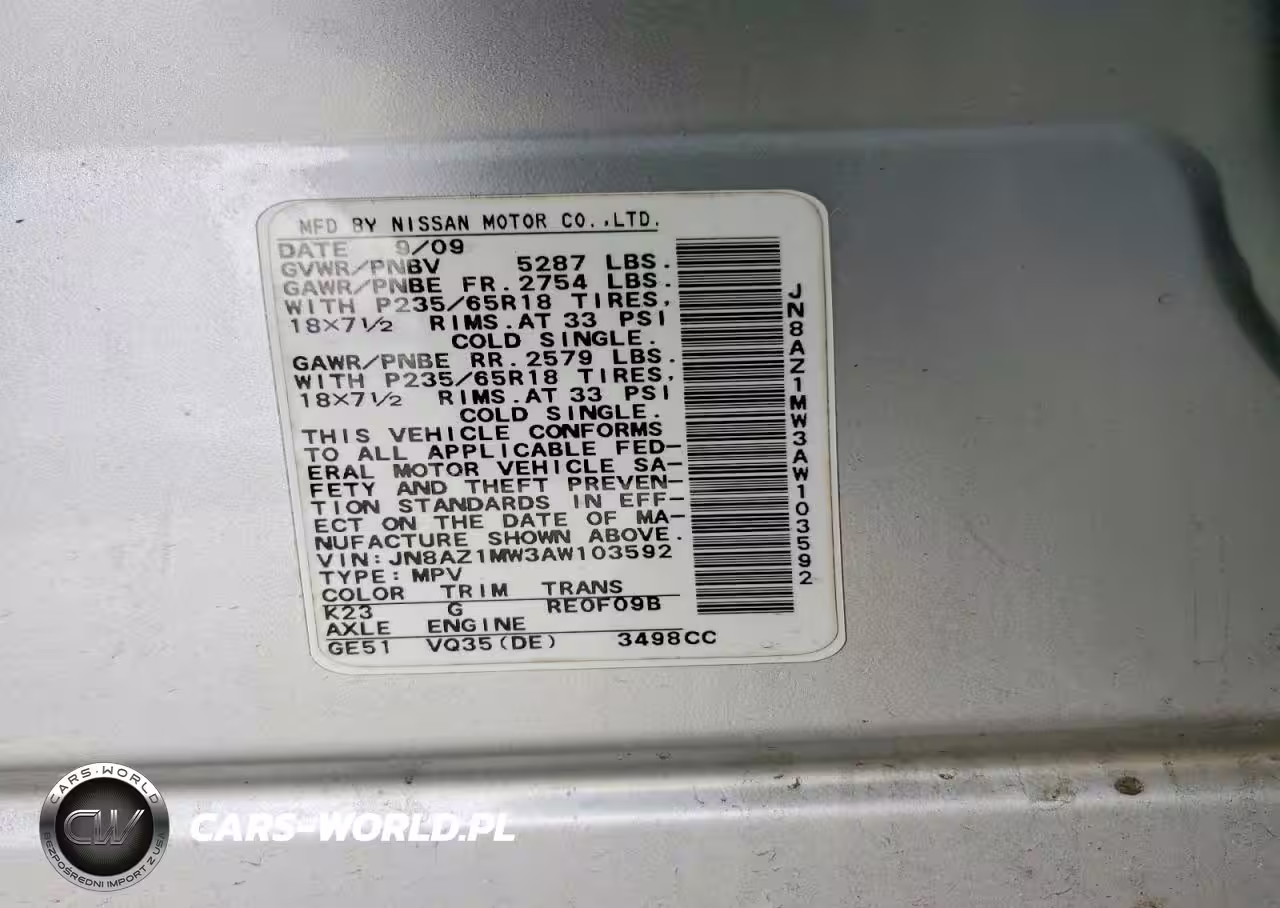 MFD BY NISSAN MOTOR CO.,LTD.
DATE 9/09
GVWR/PNBV 5287 LBS.
GAWR/PNBE FR.2754 LBS.
WITH P235/65R18 TIRES,
18×7½ RIMS.AT 33 PSI
COLD SINGLE.
GAWR/PNBE RR.2579 LBS.
WITH P235/65R18 TIRES,
18×7½ RIMS.AT 33 PSI
COLD SINGLE.
THIS VEHICLE CONFORMS
TO ALL APPLICABLE FED-
ERAL MOTOR VEHICLE SA-
FETY AND THEFT PREVEN-
TION STANDARDS IN EFF-
ECT ON THE DATE OF MA-
NUFACTURE SHOWN ABOVE.
VIN:JN8AZ1MW3AW103592
TYPE:MPV
COLOR TRIM TRANS
K23 G RE0F09B
AXLE ENGINE
GE51 VQ35(DE) 3498CC
JN8AZ1MW3AW103592
CARS-WORLD
CW
BEZPOŚREDNI IMPORT Z USA
CARS-WORLD.PL